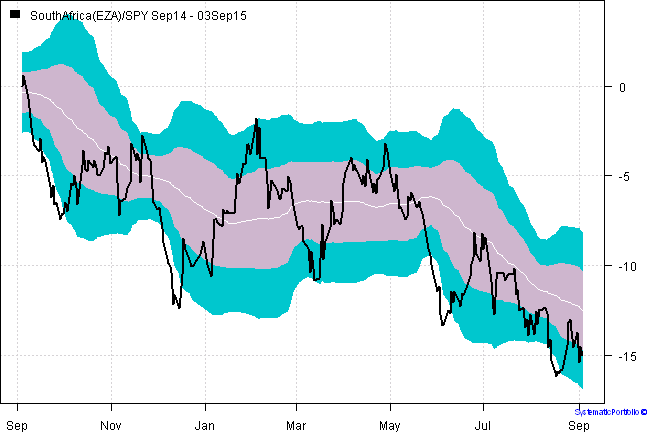 SouthAfrica(EZA)/SPY Sep14 - 03Sep15
0
-5
-10
-15
Sep Nov Jan Mar May Jul Sep
SystematicPortfolio ©